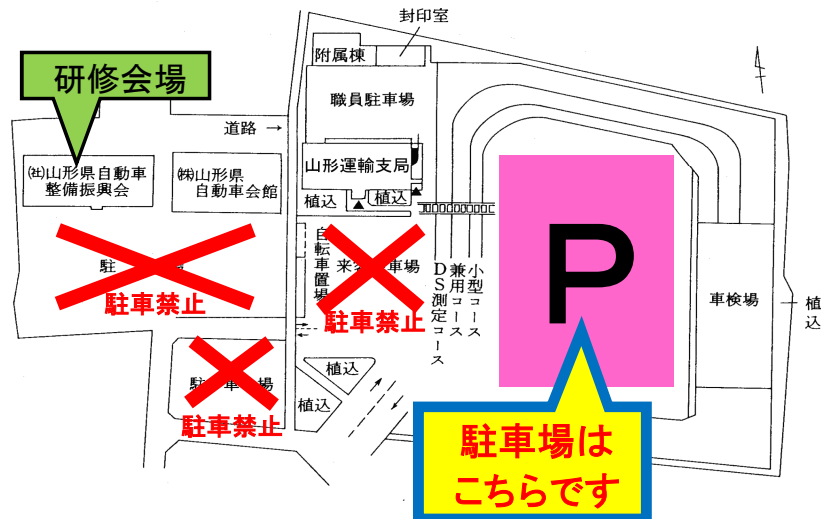 封印室
附属棟
研修会場
職員駐車場
道路
山形運輸支局
㈳山形県自動車
整備振興会
㈱山形県
自動車会館
植込
植込
自転車置場
駐
場
駐車禁止
来
車場
駐車禁止
DS測定コース
兼用コース
小型コース
P
車検場
植込
駐
場
駐車禁止
植込
植込
駐車場は
こちらです